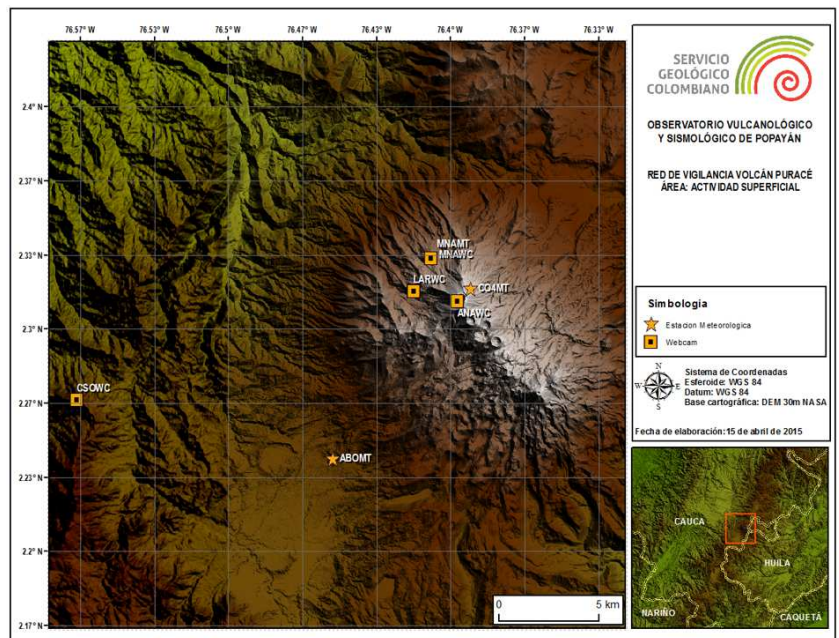 76.57° W
76.53° W
76.5° W
76.47° W
76.43° W
76.4° W
76.37° W
76.33° W
2.4° N
2.37° N
2.33° N
2.3° N
2.27° N
2.23° N
2.2° N
2.17° N
MNAMT
MNAWC
LARWC
CO4MT
ANAWC
CSOWC
ABOMT
0 5 km
SERVICIO
GEOLÓGICO
COLOMBIANO
OBSERVATORIO VULCANOLÓGICO
Y SISMOLÓGICO DE POPAYÁN
RED DE VIGILANCIA VOLCÁN PURACÉ
ÁREA: ACTIVIDAD SUPERFICIAL
Simbología
Estacion Meteorologica
Webcam
N
W E
S
Sistema de Coordenadas
Esferoide: WGS 84
Datum: WGS 84
Base cartográfica: DEM 30m NASA
Fecha de elaboración: 15 de abril de 2015
CAUCA
HUILA
NARIÑO
CAQUETÁ